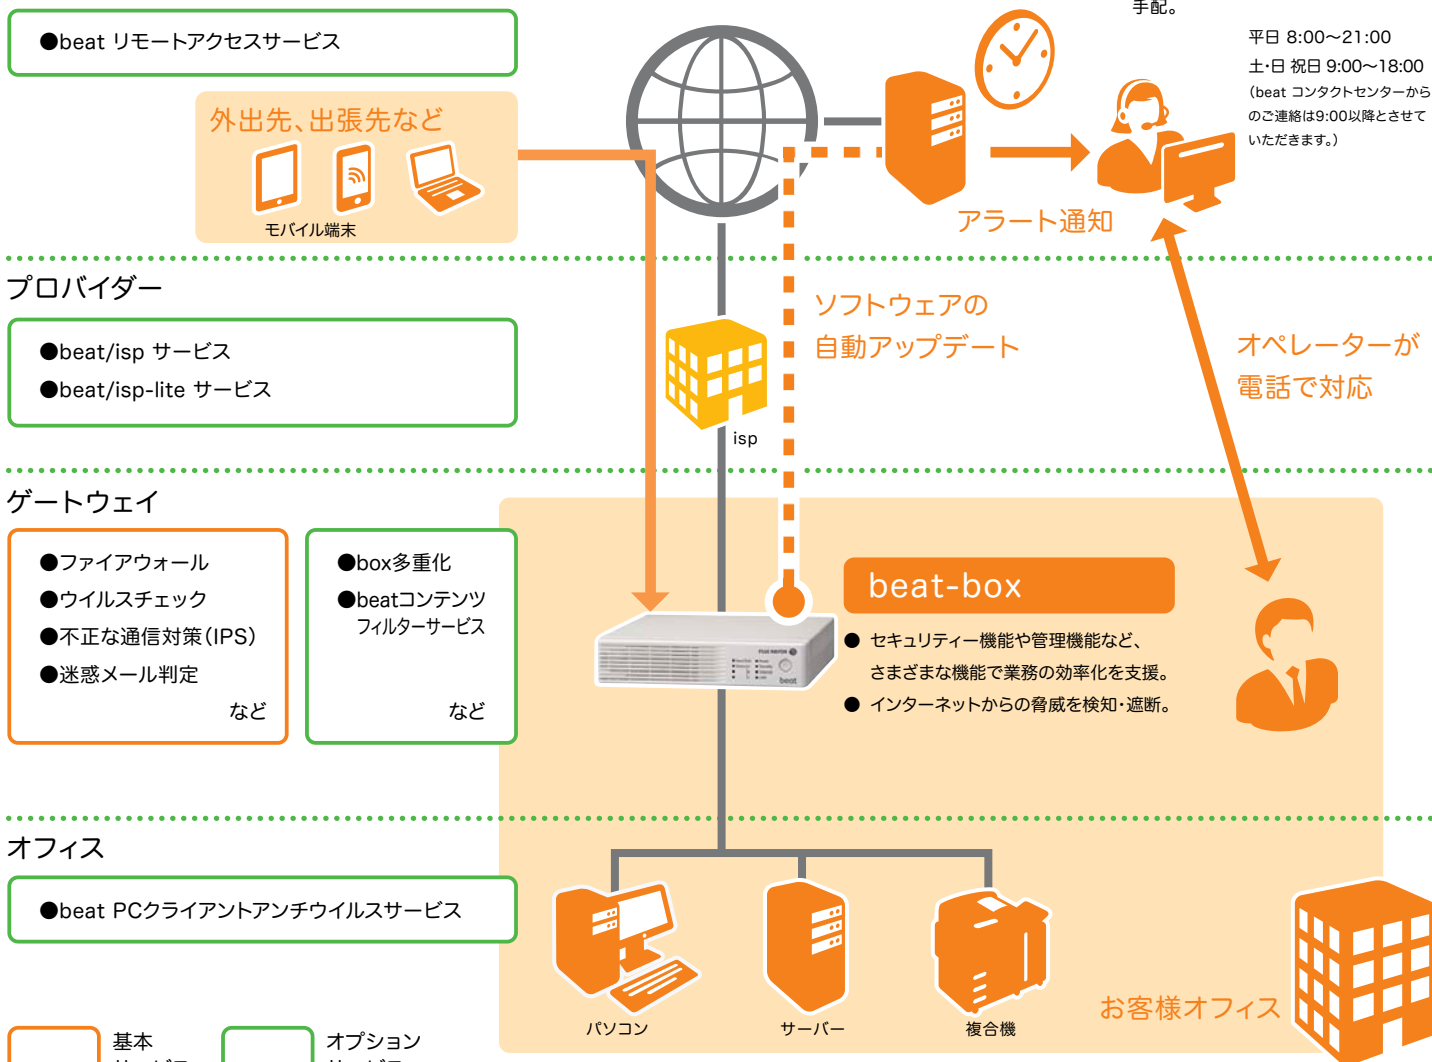 手配。
●beat リモートアクセスサービス
平日 8:00～21:00
土・日 祝日 9:00～18:00
（beat コンタクトセンターから
のご連絡は9:00以降とさせて
いただきます。）
外出先、出張先など
モバイル端末
アラート通知
プロバイダー
●beat/isp サービス
●beat/isp-lite サービス
isp
ソフトウェアの
自動アップデート
オペレーターが
電話で対応
ゲートウェイ
●ファイアウォール
●ウイルスチェック
●不正な通信対策（IPS）
●迷惑メール判定
など
●box多重化
●beatコンテンツ
フィルターサービス
など
beat
beat-box
● セキュリティー機能や管理機能など、
さまざまな機能で業務の効率化を支援。
● インターネットからの脅威を検知・遮断。
オフィス
●beat PCクライアントアンチウイルスサービス
パソコン
サーバー
複合機
お客様オフィス
基本
オプション